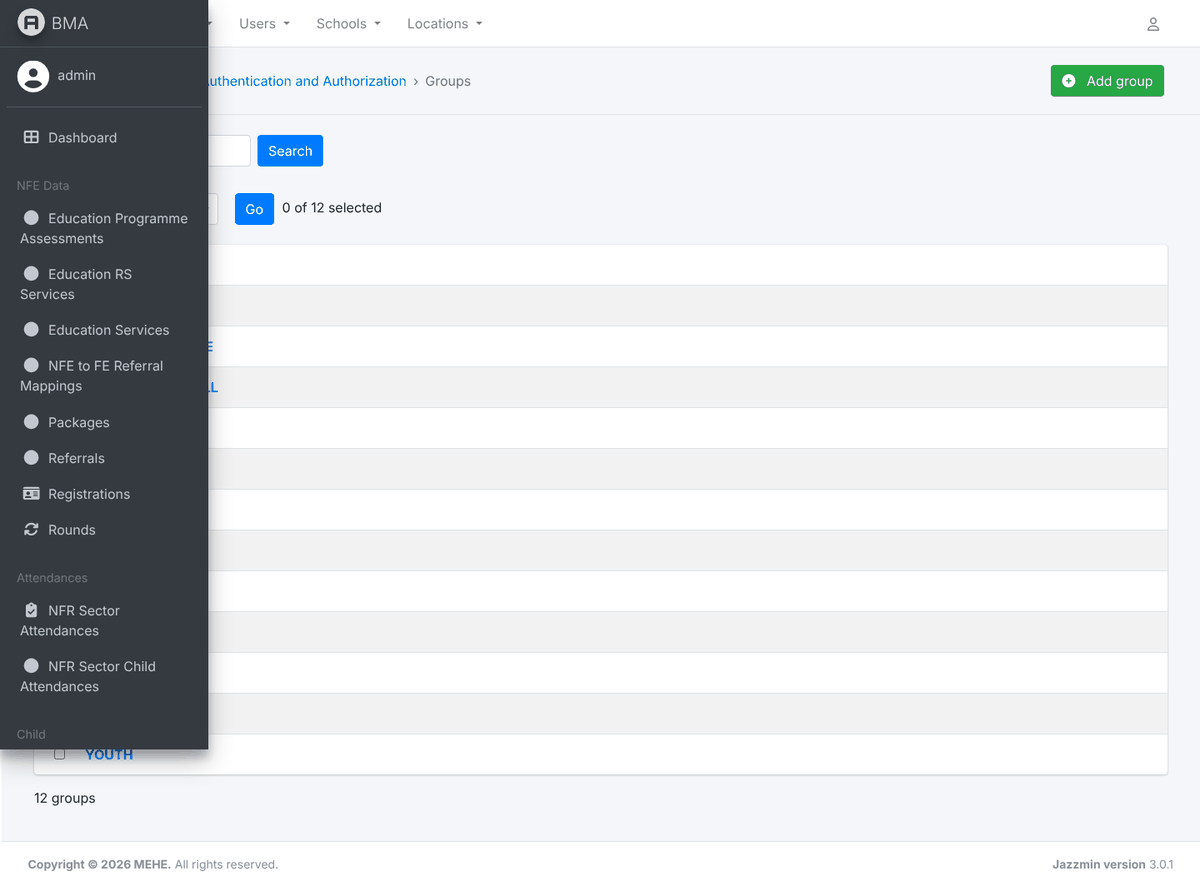 BMA
Users
Schools
Locations
admin
Authentication and Authorization › Groups
Add group
Dashboard
Search
NFE Data
Go
0 of 12 selected
Education Programme
Assessments
Education RS
Services
Education Services
NFE to FE Referral
Mappings
Packages
Referrals
Registrations
Rounds
Attendances
NFR Sector
Attendances
NFR Sector Child
Attendances
Child
YOUTH
12 groups
Copyright © 2026 MEHE. All rights reserved.
Jazzmin version 3.0.1